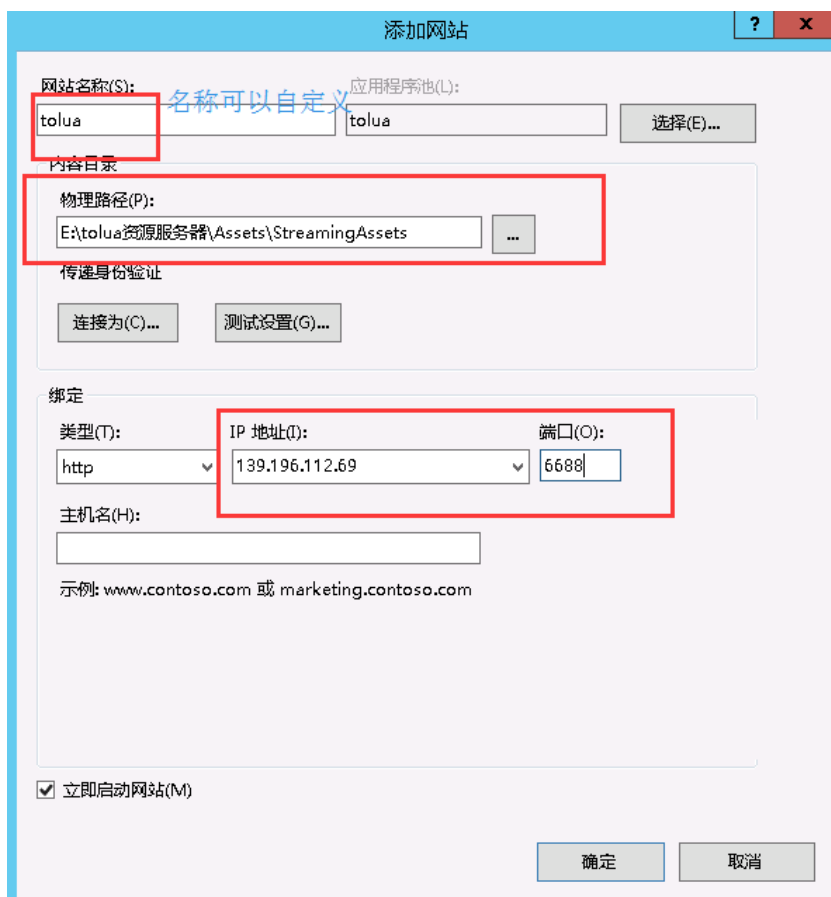 添加网站
? x
网站名称(S):
名称可以自定义
应用程序池(L):
tolua
tolua
选择(E)...
内容目录
物理路径(P):
E:\tolua资源服务器\Assets\StreamingAssets
...
传递身份验证
连接为(C)...
测试设置(G)...
绑定
类型(T):
IP 地址(I):
端口(O):
http
139.196.112.69
6688
主机名(H):
示例: www.contoso.com 或 marketing.contoso.com
立即启动网站(M)
确定
取消